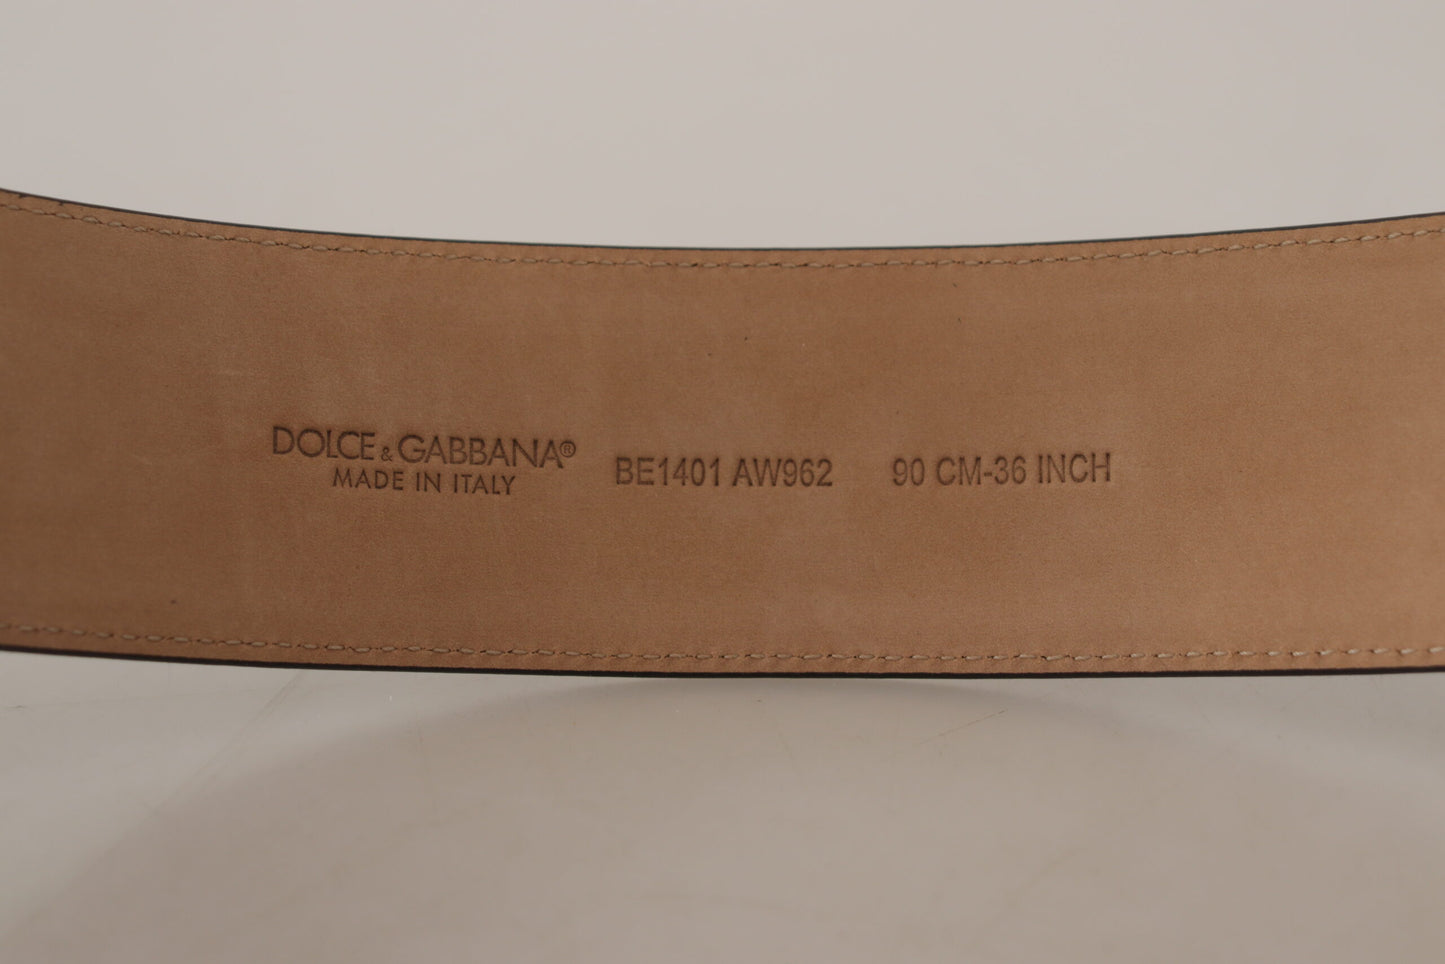 DOLCE & GABBANA®
MADE IN ITALY
BE1401 AW962
90 CM-36 INCH